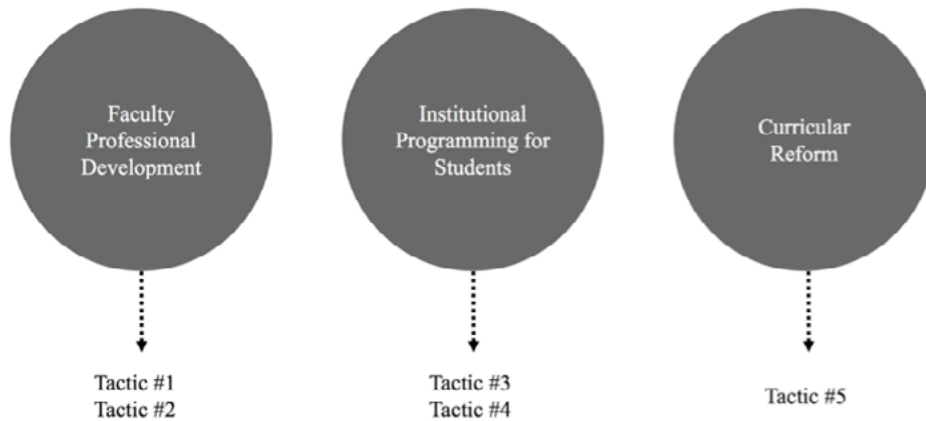 Faculty
Professional
Development
Institutional
Programming for
Students
Curricular
Reform
Tactic #1
Tactic #2
Tactic #3
Tactic #4
Tactic #5